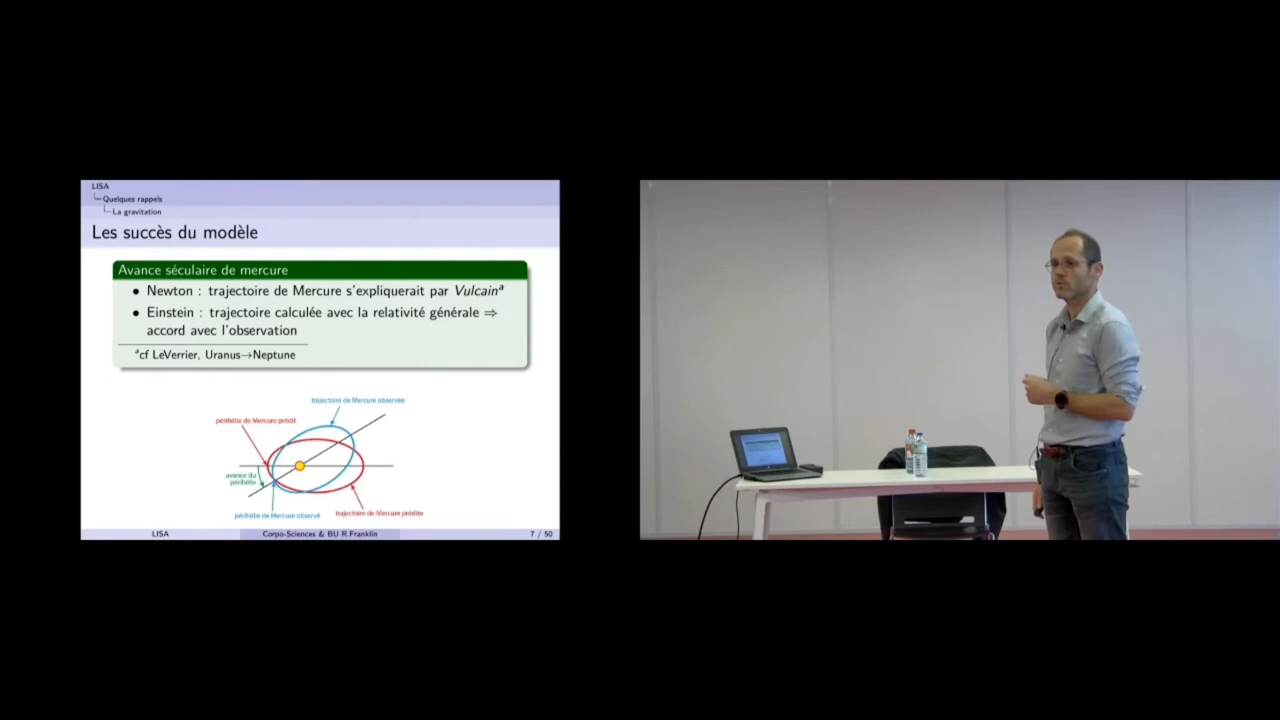 LISA
Quelques rappels
La gravitation
Les succès du modèle
Avance séculaire de mercure
• Newton : trajectoire de Mercure s'expliquerait par Vulcainᵃ
• Einstein : trajectoire calculée avec la relativité générale ⇒
accord avec l'observation
ᵃcf LeVerrier, Uranus→Neptune
trajectoire de Mercure observée
périhélie de Mercure prédit
avance du
périhélie
périhélie de Mercure observé
trajectoire de Mercure prédite
LISA
Corpo-Sciences & BU R.Franklin
7 / 50